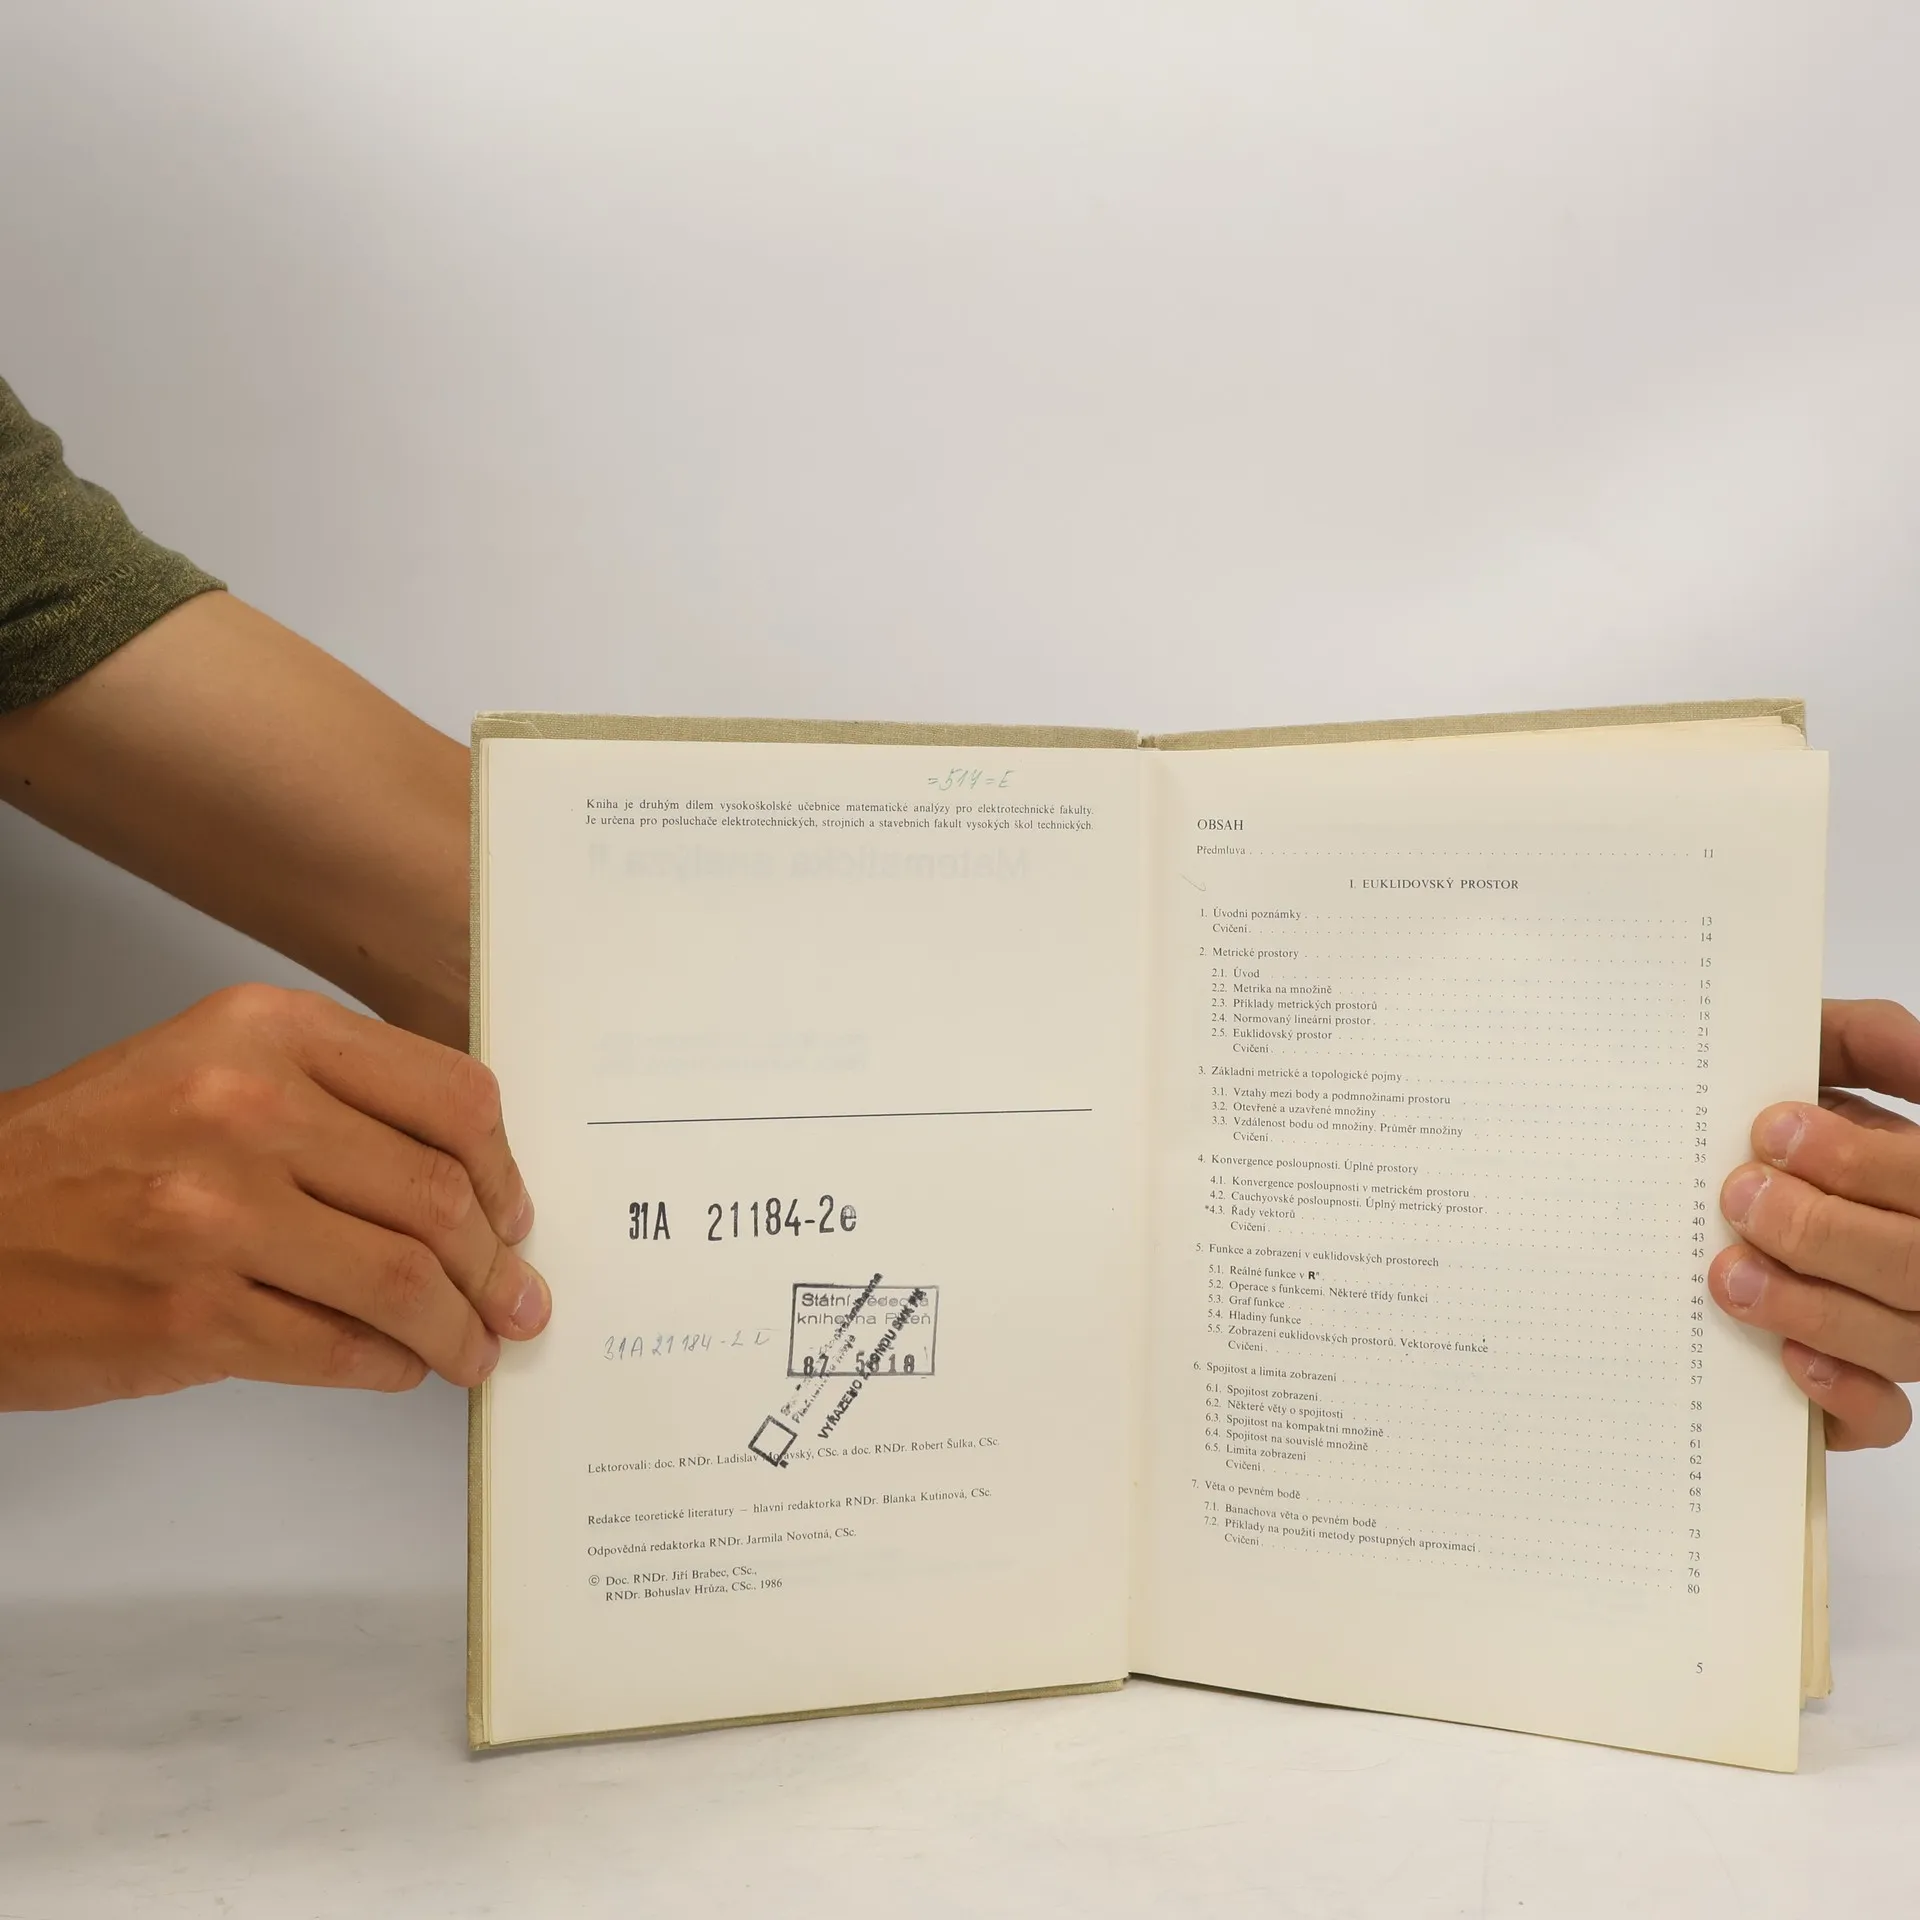 =517=E
Kniha je druhým dílem vysokoškolské učebnice matematické analýzy pro elektrotechnické fakulty.
Je určena pro posluchače elektrotechnických, strojních a stavebních fakult vysokých škol technických.
31A 21184-2e
Státní vědecká
knihovna Plzeň
31A 21184-2
VYŘAZENO Z FONDU SVK PK
Lektorovali: doc. RNDr. Ladislav Moravský, CSc. a doc. RNDr. Robert Šulka, CSc.
Redakce teoretické literatury — hlavní redaktorka RNDr. Blanka Kutinová, CSc.
Odpovědná redaktorka RNDr. Jarmila Novotná, CSc.
© Doc. RNDr. Jiří Brabec, CSc.,
RNDr. Bohuslav Hrůza, CSc., 1986
OBSAH
Předmluva . . . 11
I. EUKLIDOVSKÝ PROSTOR
1. Úvodní poznámky . . . 13
Cvičení . . . 14
2. Metrické prostory . . . 15
2.1. Úvod . . . 15
2.2. Metrika na množině . . . 16
2.3. Příklady metrických prostorů . . . 18
2.4. Normovaný lineární prostor . . . 21
2.5. Euklidovský prostor . . . 25
Cvičení . . . 28
3. Základní metrické a topologické pojmy . . . 29
3.1. Vztahy mezi body a podmnožinami prostoru . . . 29
3.2. Otevřené a uzavřené množiny . . . 32
3.3. Vzdálenost bodu od množiny. Průměr množiny . . . 34
Cvičení . . . 35
4. Konvergence posloupností. Úplné prostory . . . 36
4.1. Konvergence posloupností v metrickém prostoru . . . 36
4.2. Cauchyovské posloupnosti. Úplný metrický prostor . . . 40
*4.3. Řady vektorů . . . 43
Cvičení . . . 45
5. Funkce a zobrazení v euklidovských prostorech . . . 46
5.1. Reálné funkce v Rⁿ . . . 46
5.2. Operace s funkcemi. Některé třídy funkcí . . . 48
5.3. Graf funkce . . . 50
5.4. Hladiny funkce . . . 52
5.5. Zobrazení euklidovských prostorů. Vektorové funkce . . . 53
Cvičení . . . 57
6. Spojitost a limita zobrazení . . . 58
6.1. Spojitost zobrazení . . . 58
6.2. Některé věty o spojitosti . . . 61
6.3. Spojitost na kompaktní množině . . . 62
6.4. Spojitost na souvislé množině . . . 64
6.5. Limita zobrazení . . . 68
Cvičení . . . 73
7. Věta o pevném bodě . . . 73
7.1. Banachova věta o pevném bodě . . . 73
7.2. Příklady na použití metody postupných aproximací . . . 76
Cvičení . . . 80
5